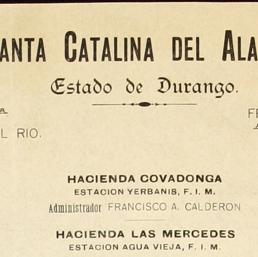 ANTA CATALINA DEL ALA
Estado de Durango.
L RIO.
HACIENDA COVADONGA
ESTACION YERBANIS, F. I. M.
Administrador FRANCISCO A. CALDERON
HACIENDA LAS MERCEDES
ESTACION AGUA VIEJA, F. I. M.